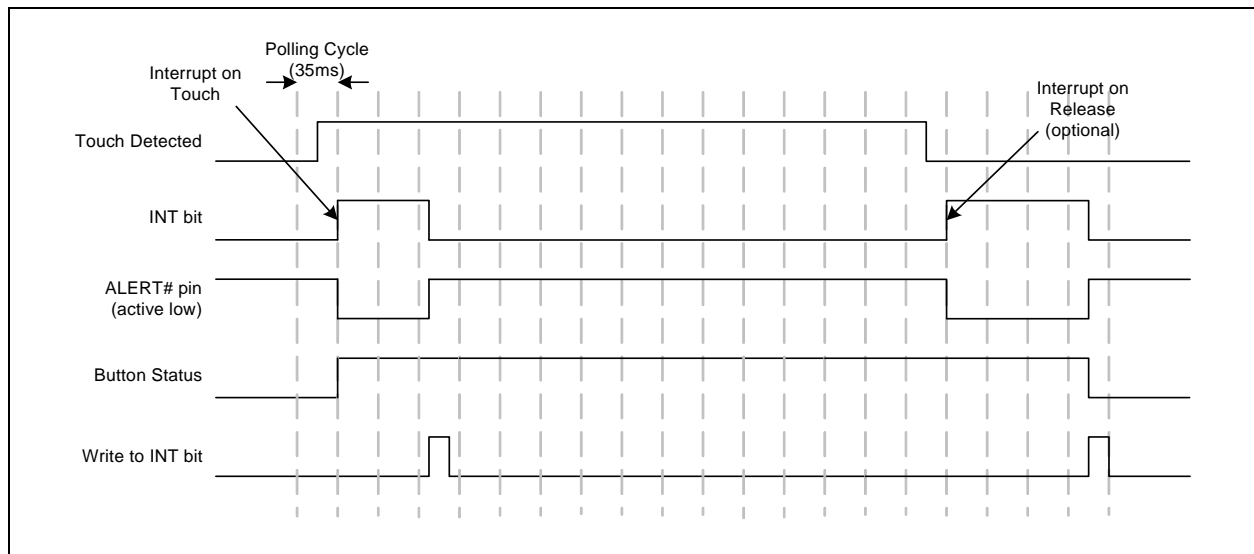 Polling Cycle
(35ms)
Interrupt on
Touch
Interrupt on
Release
(optional)
Touch Detected
INT bit
ALERT# pin
(active low)
Button Status
Write to INT bit